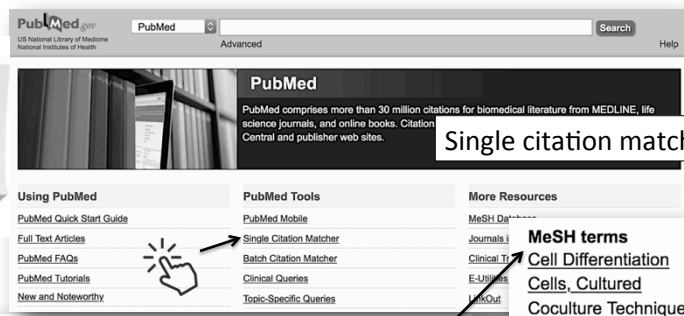 PubMed.gov
US National Library of Medicine
National Institutes of Health
PubMed
Search
Advanced
Help
PubMed
PubMed comprises more than 30 million citations for biomedical literature from MEDLINE, life
science journals, and online books. Citation
Central and publisher web sites.
Single citation match
Using PubMed
PubMed Quick Start Guide
Full Text Articles
PubMed FAQs
PubMed Tutorials
New and Noteworthy
PubMed Tools
PubMed Mobile
Single Citation Matcher
Batch Citation Matcher
Clinical Queries
Topic-Specific Queries
More Resources
MeSH Database
Journals i
Clinical Tr
E-Utilities
LinkOut
MeSH terms
Cell Differentiation
Cells, Cultured
Coculture Technique